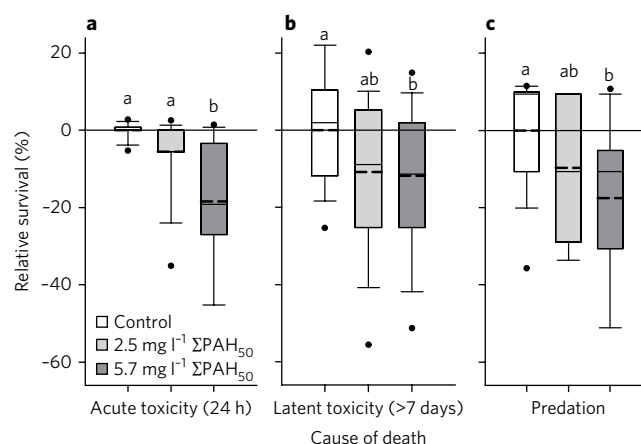 a
b
c
20
0
-20
-40
-60
Relative survival (%)
a
a
b
a
ab
b
a
ab
b
Control
2.5 mg l⁻¹ ΣPAH₅₀
5.7 mg l⁻¹ ΣPAH₅₀
Acute toxicity (24 h)
Latent toxicity (>7 days)
Predation
Cause of death